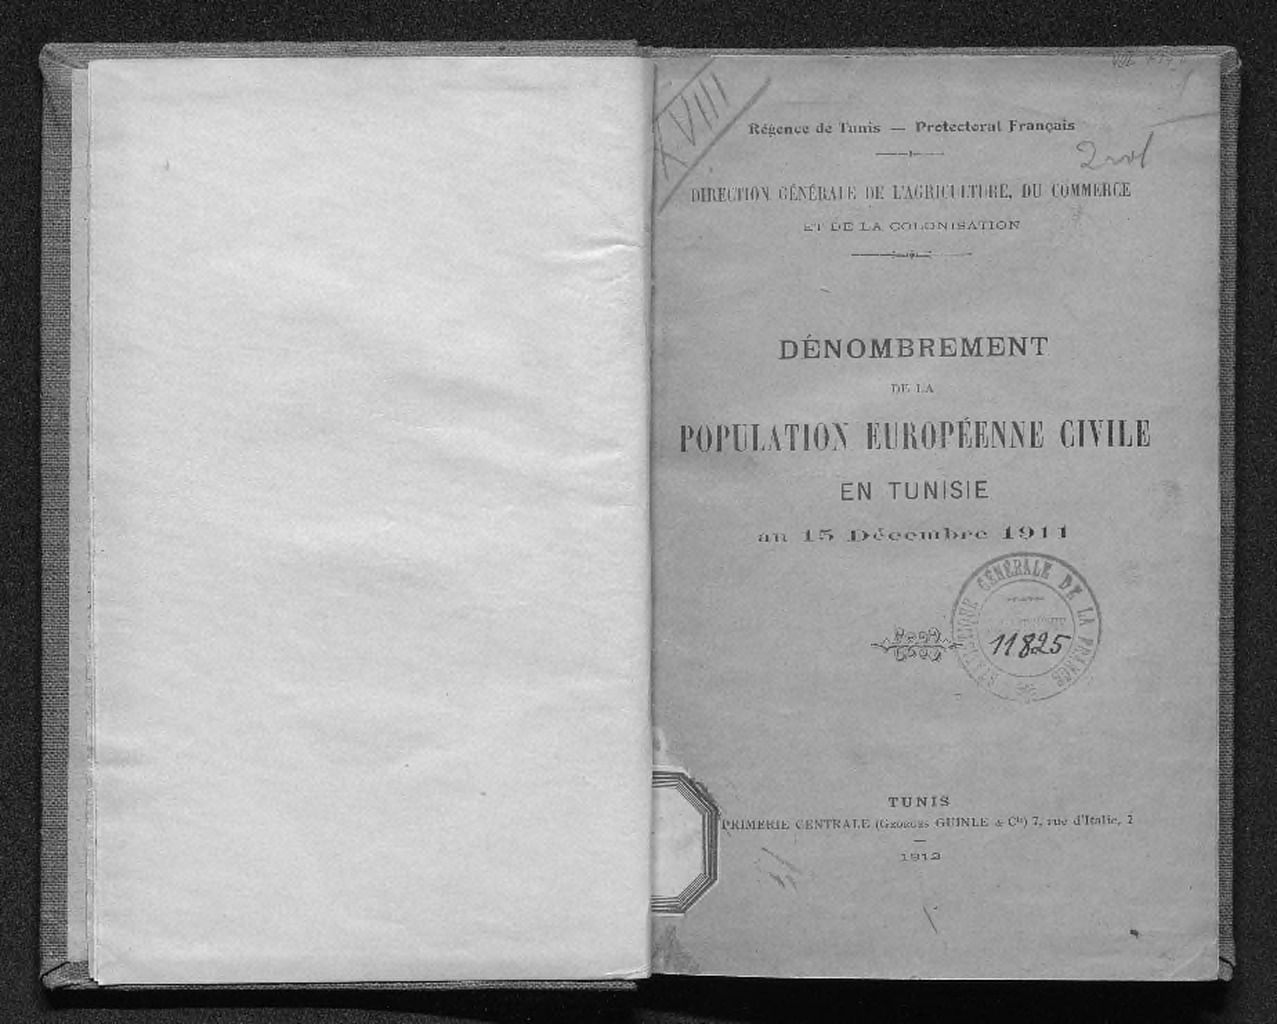 XVIII
Régence de Tunis — Protectorat Français
2 vol
DIRECTION GÉNÉRALE DE L'AGRICULTURE, DU COMMERCE
ET DE LA COLONISATION
DÉNOMBREMENT
DE LA
POPULATION EUROPÉENNE CIVILE
EN TUNISIE
au 15 Décembre 1911
STATISTIQUE GÉNÉRALE DE LA FRANCE
11825
TUNIS
PRIMERIE CENTRALE (GEORGES GUINLE & Cie) 7, rue d'Italie, 7